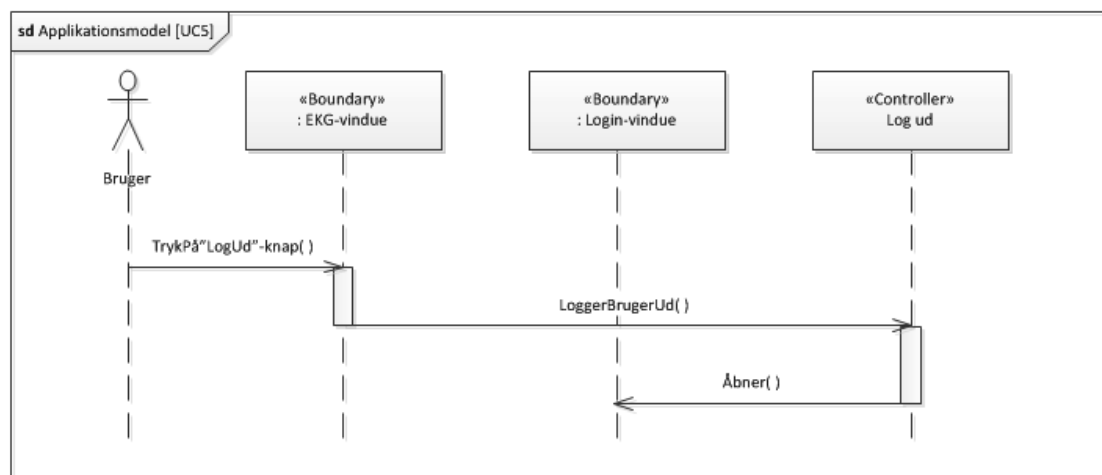 sd Applikationsmodel [UC5]
«Boundary»
: EKG-vindue
«Boundary»
: Login-vindue
«Controller»
Log ud
Bruger
TrykPå"LogUd"-knap( )
LoggerBrugerUd( )
Åbner( )